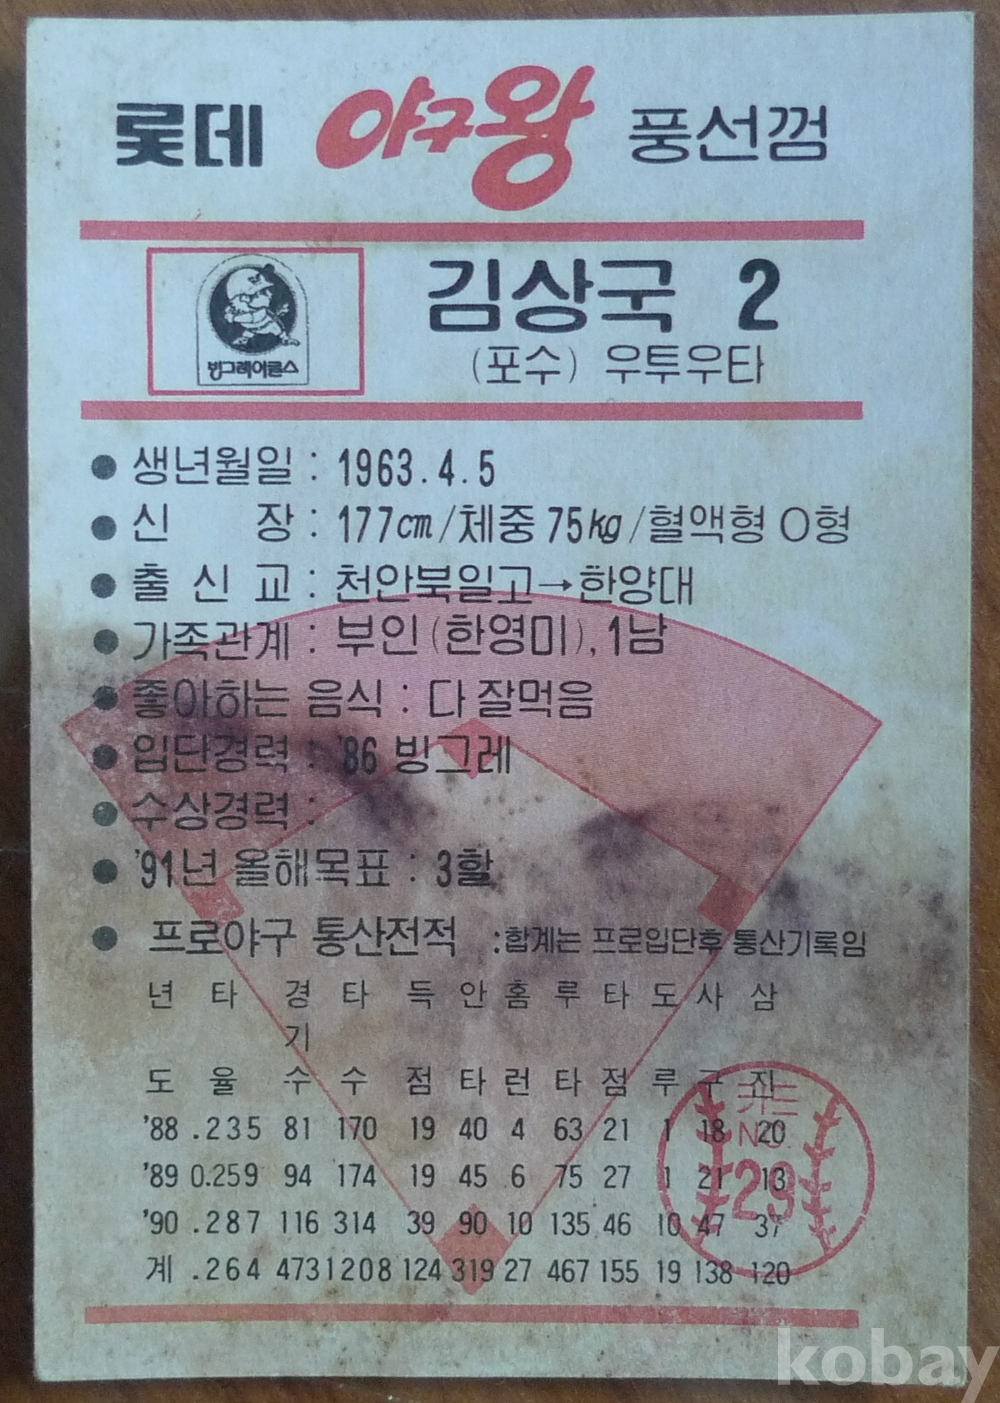 롯데 야구왕 풍선껌
빙그레이글스
김상국 2
(포수) 우투우타
● 생년월일 : 1963.4.5
● 신 장 : 177cm/체중 75kg/혈액형 O형
● 출 신 교 : 천안북일고→한양대
● 가족관계 : 부인(한영미), 1남
● 좋아하는 음식 : 다 잘먹음
● 입단경력 : '86 빙그레
● 수상경력 :
● '91년 올해목표 : 3할
● 프로야구 통산전적 :합계는 프로입단후 통산기록임
년 타 경 타 득 안 홈 루 타 도 사 삼
기
도 율 수 수 점 타 런 타 점 루 구 진
'88 .235 81 170 19 40 4 63 21 1 18 20
'89 0.259 94 174 19 45 6 75 27 1 21 13
'90 .287 116 314 39 90 10 135 46 10 47 37
계 .264 473 1208 124 319 27 467 155 19 138 120
카드
NO.
29
kobay